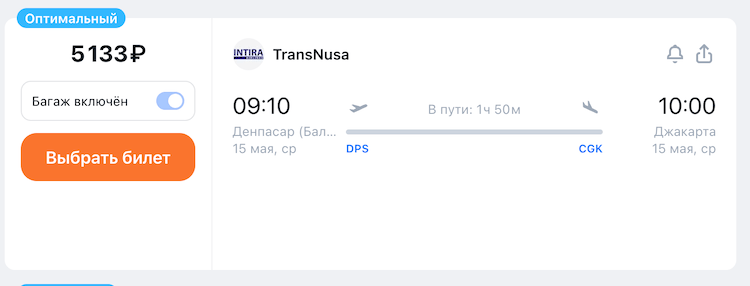 Оптимальный
5 133 ₽
Багаж включён
Выбрать билет
INTIRA
TransNusa
09:10
В пути: 1ч 50м
10:00
Денпасар (Бал...
Джакарта
15 мая, ср
DPS
CGK
15 мая, ср